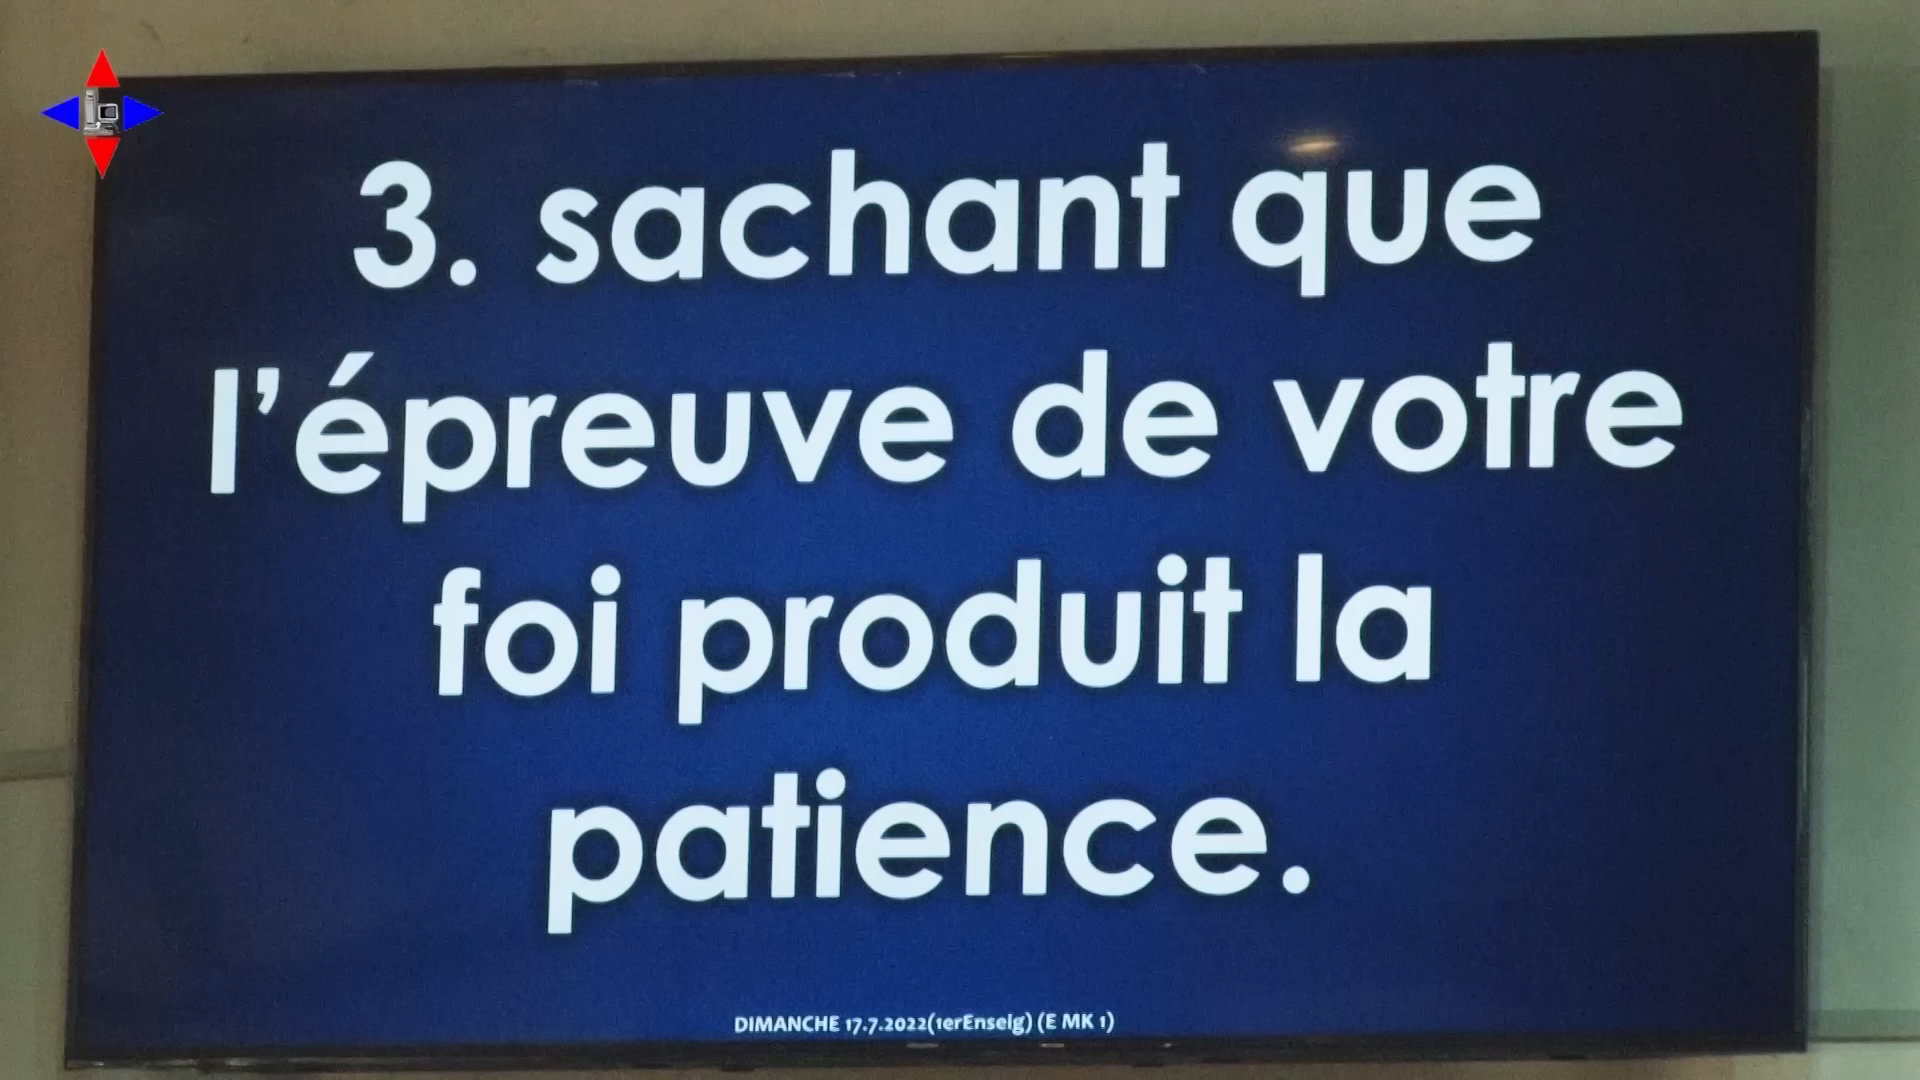 3. sachant que
l’épreuve de votre
foi produit la
patience.
DIMANCHE 17.7.2022(1erEnseig) (E MK 1)